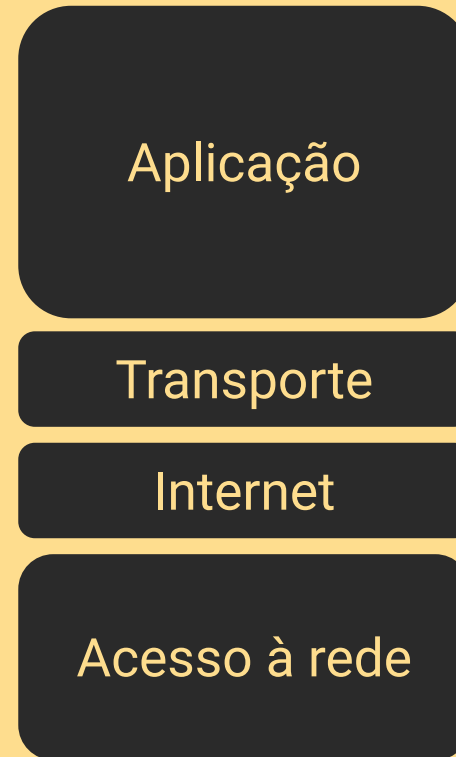 Aplicação
Transporte
Internet
Acesso à rede